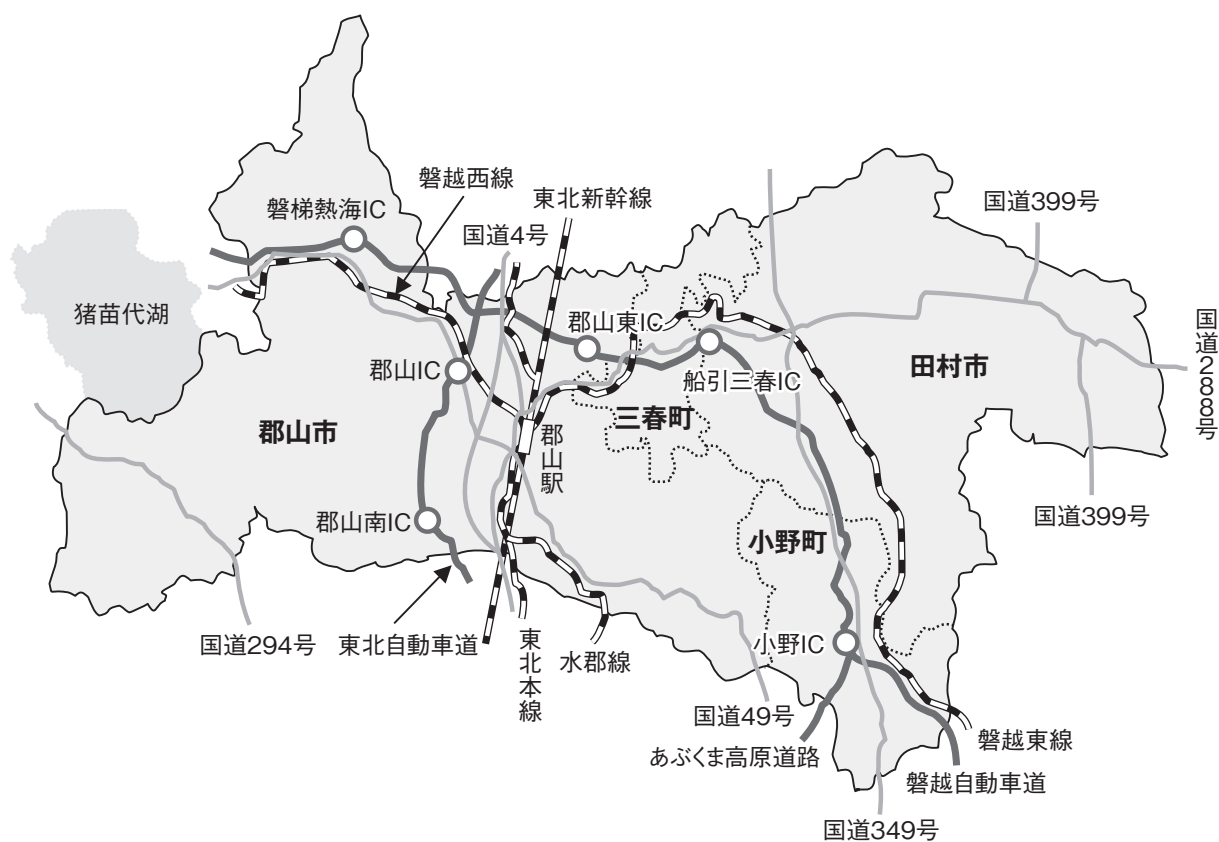 磐越西線
東北新幹線
磐梯熱海IC
国道4号
国道399号
猪苗代湖
郡山東IC
国道288号
郡山IC
船引三春IC
田村市
三春町
郡山市
郡山駅
郡山南IC
国道399号
小野町
国道294号
東北自動車道
東北本線
水郡線
小野IC
国道49号
あぶくま高原道路
磐越東線
磐越自動車道
国道349号